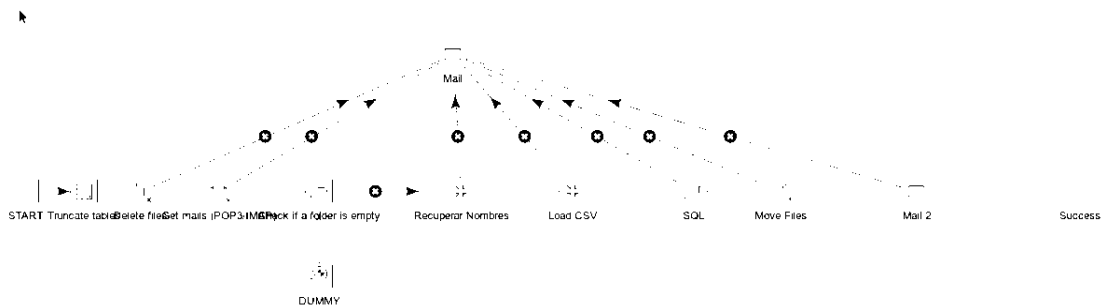 Mail
START Truncate tables Delete files Get mails (POP3-IMAP) Check if a folder is empty Recuperar Nombres Load CSV SQL Move Files Mail 2 Success
DUMMY